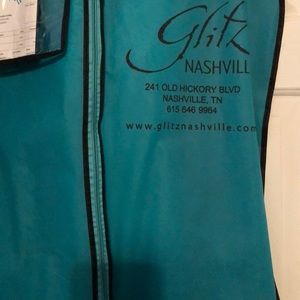 Glitz
NASHVILL
241 OLD HICKORY BLVD
NASHVILLE, TN
615 646 9964
www.glitznashville.com